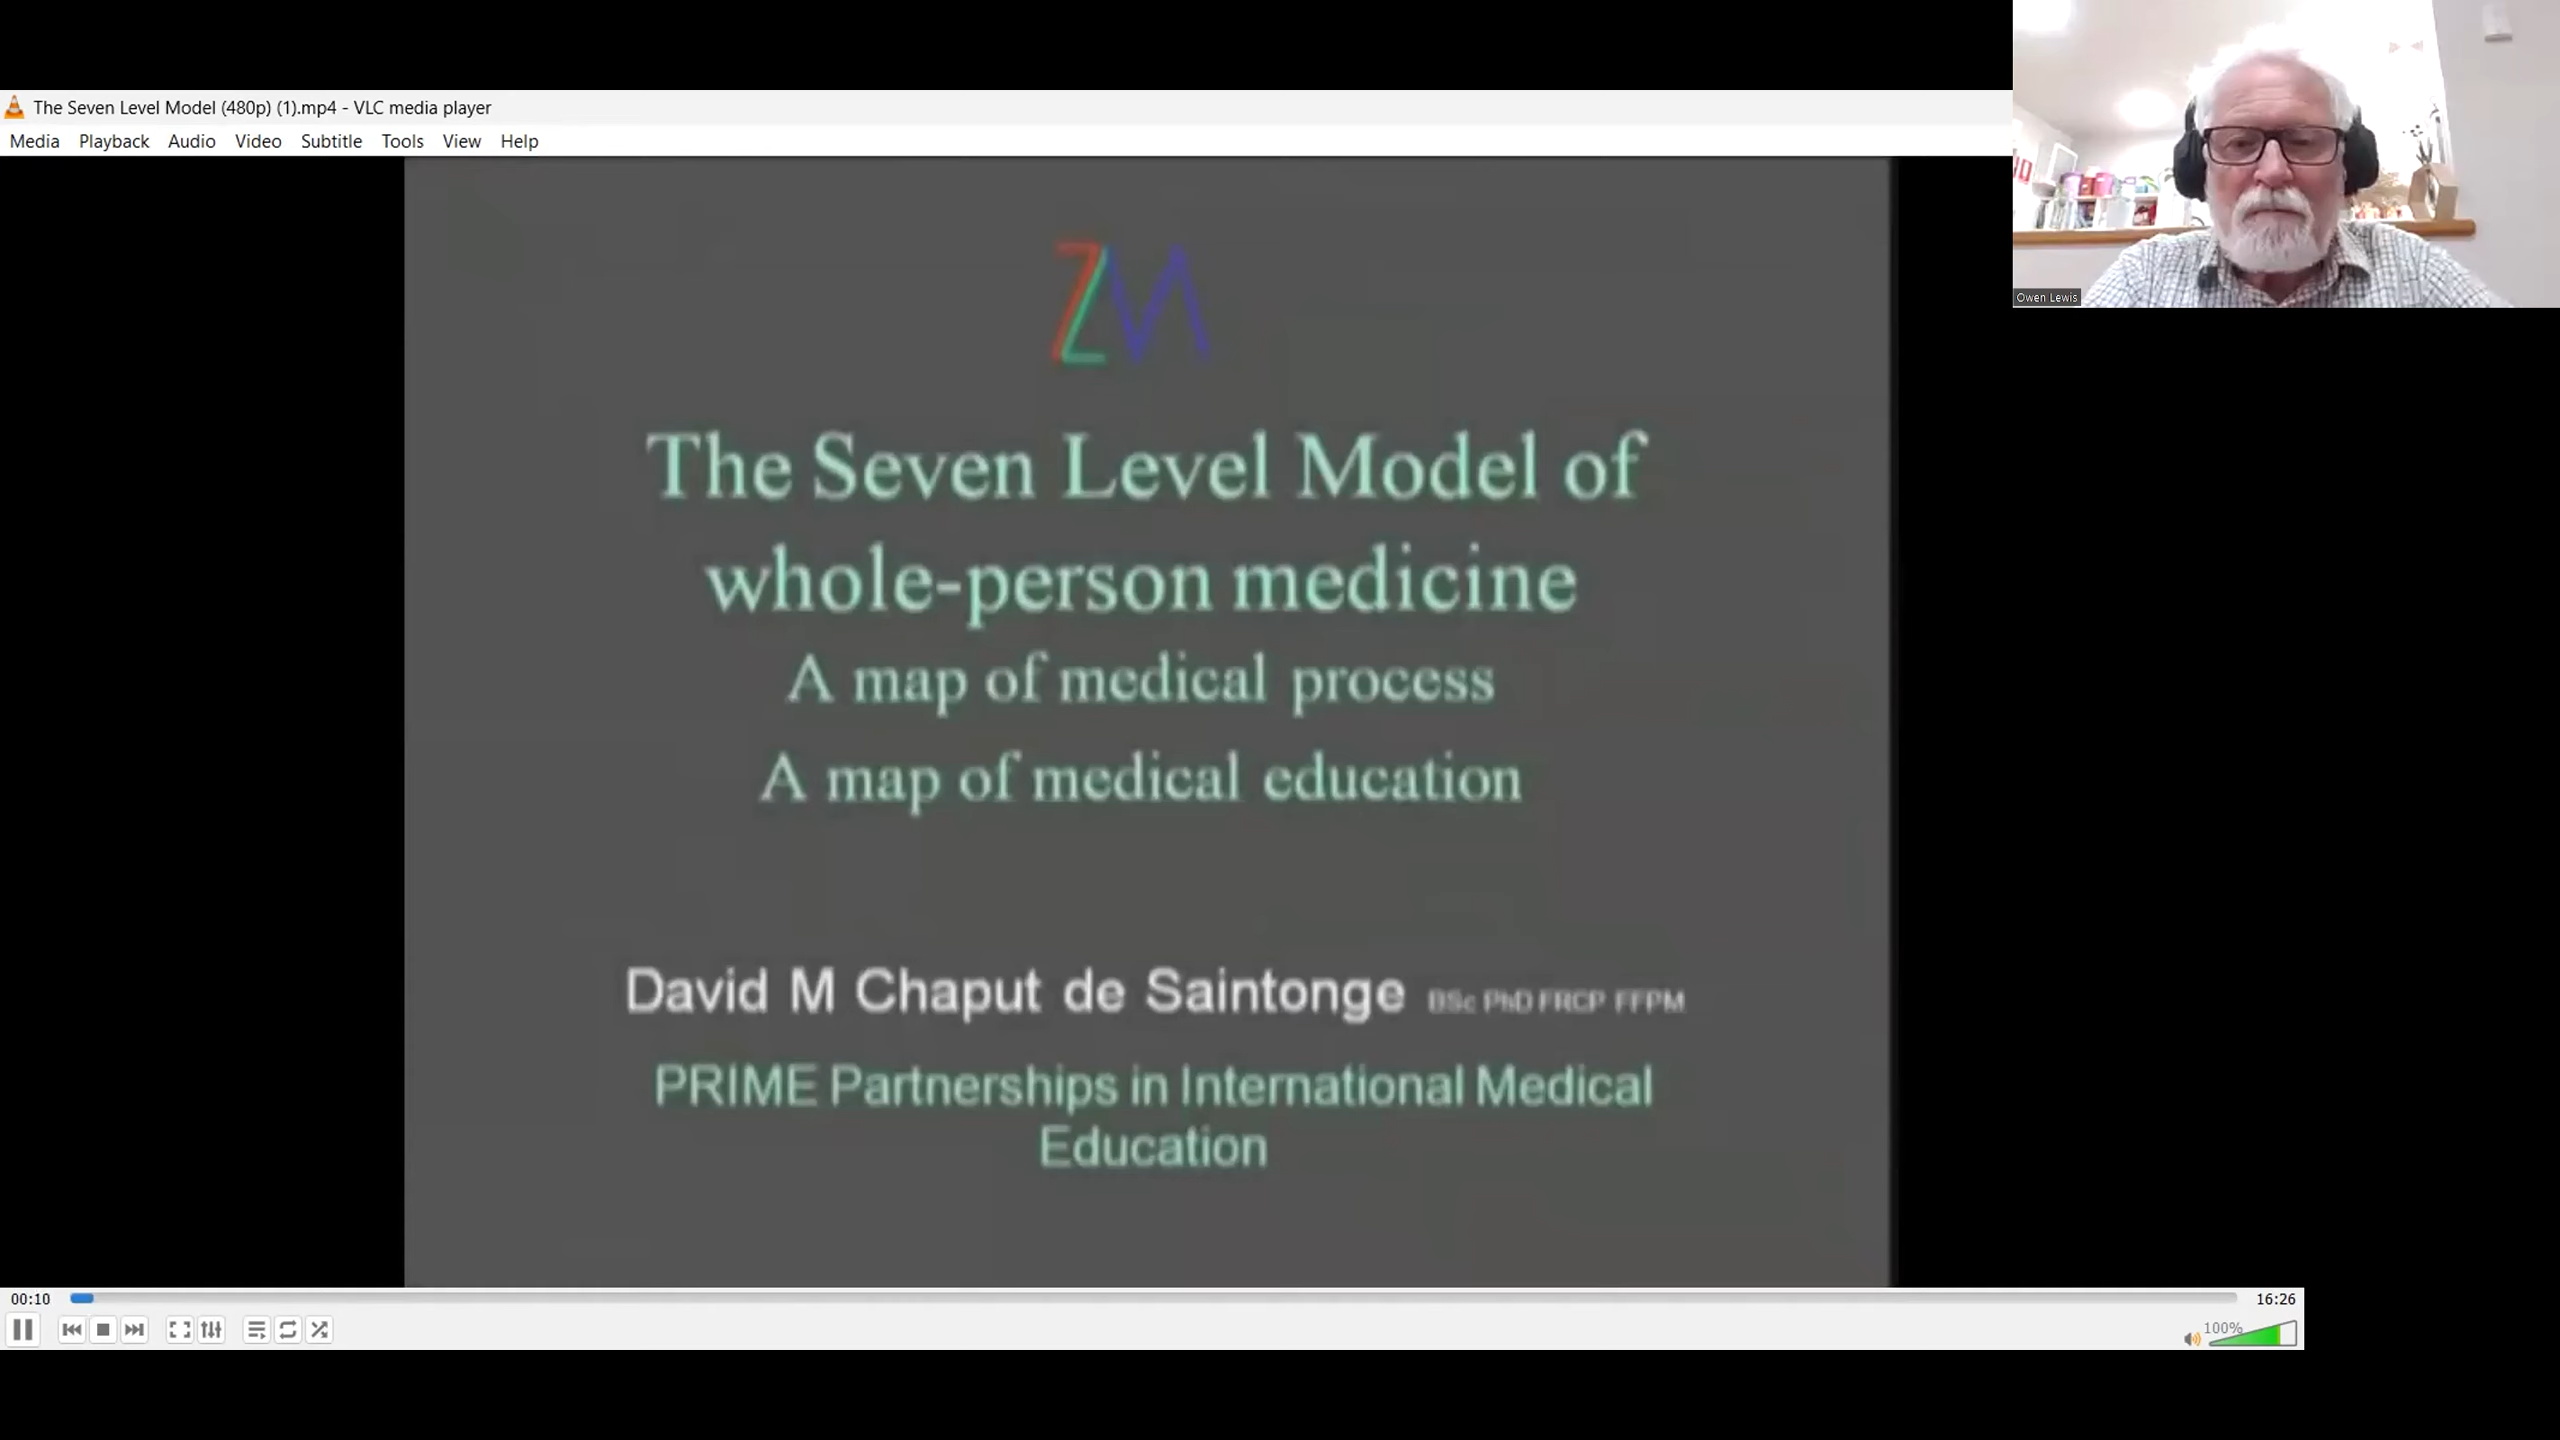 The Seven Level Model (480p) (1).mp4 - VLC media player
Media Playback Audio Video Subtitle Tools View Help
Owen Lewis
ZM
The Seven Level Model of
whole-person medicine
A map of medical process
A map of medical education
David M Chaput de Saintonge BSc PhD FRCP FFPM
PRIME Partnerships in International Medical
Education
00:10
16:26
100%